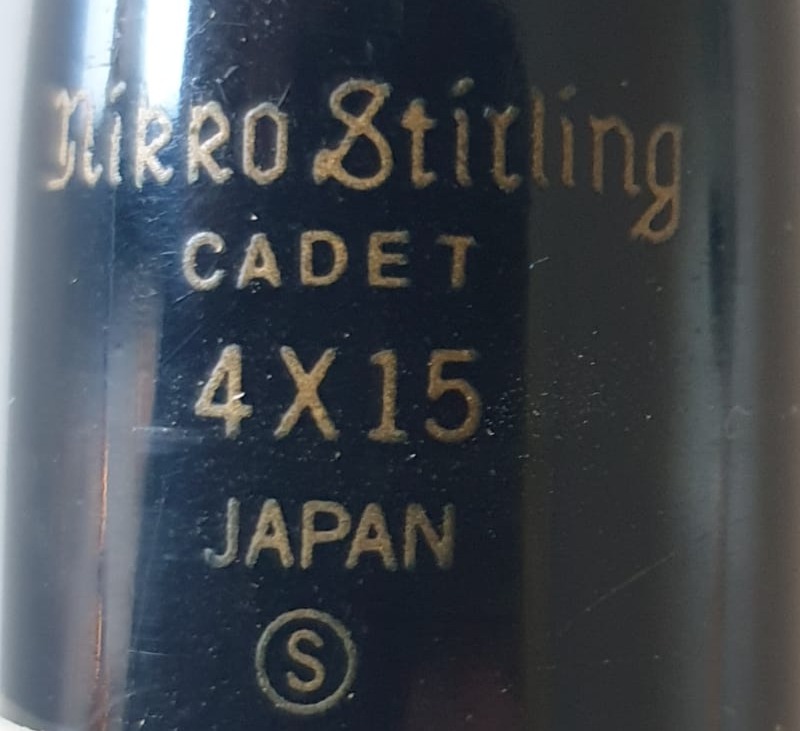 Nikko Stirling
CADET
4X15
JAPAN
S